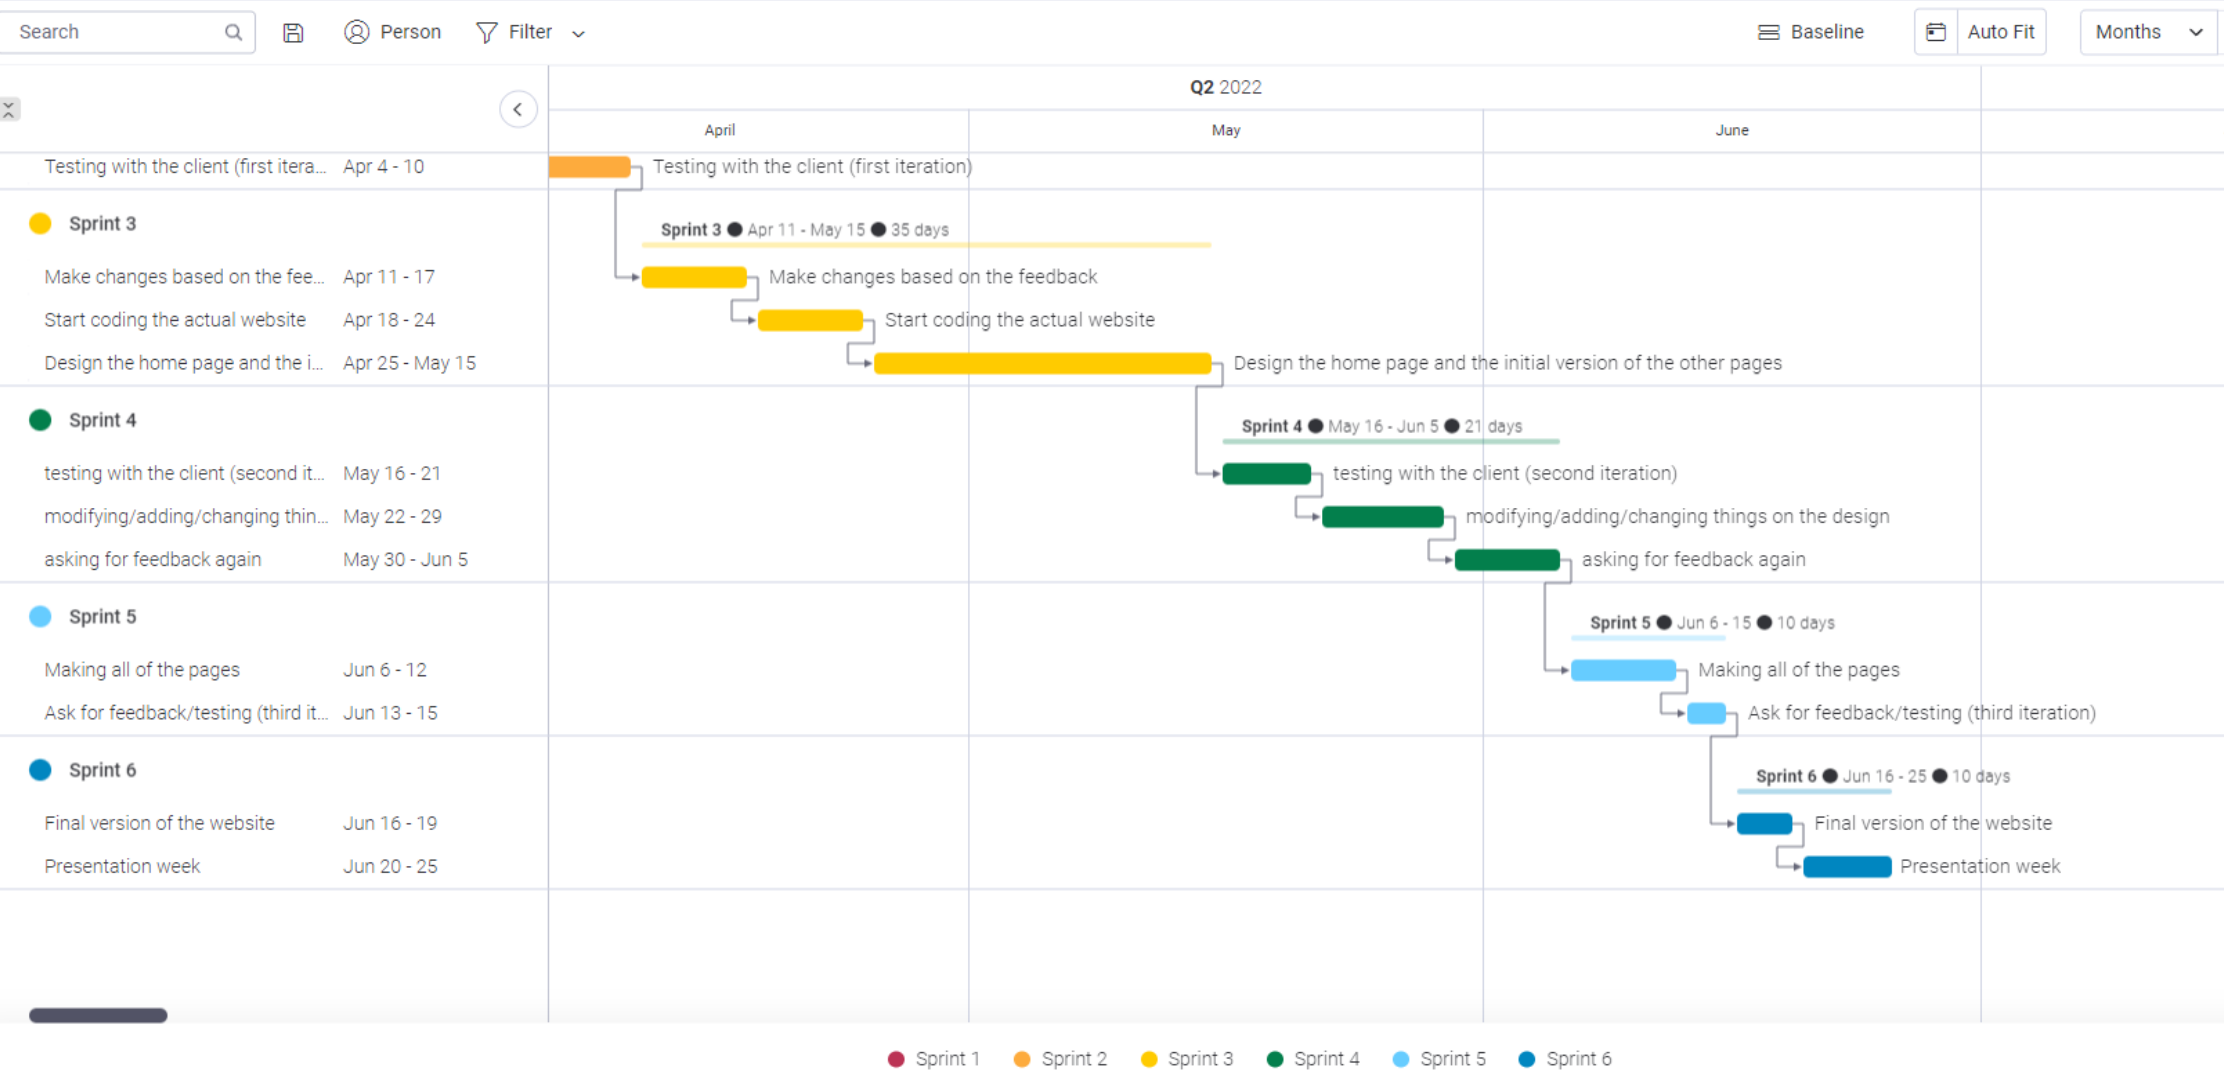 Search
Person
Filter
Baseline
Auto Fit
Months
Q2 2022
April
May
June
Testing with the client (first itera... Apr 4 - 10
Testing with the client (first iteration)
Sprint 3
Sprint 3 ● Apr 11 - May 15 ● 35 days
Make changes based on the fee... Apr 11 - 17
Make changes based on the feedback
Start coding the actual website Apr 18 - 24
Start coding the actual website
Design the home page and the i... Apr 25 - May 15
Design the home page and the initial version of the other pages
Sprint 4
Sprint 4 ● May 16 - Jun 5 ● 21 days
testing with the client (second it... May 16 - 21
testing with the client (second iteration)
modifying/adding/changing thin... May 22 - 29
modifying/adding/changing things on the design
asking for feedback again May 30 - Jun 5
asking for feedback again
Sprint 5
Sprint 5 ● Jun 6 - 15 ● 10 days
Making all of the pages Jun 6 - 12
Making all of the pages
Ask for feedback/testing (third it... Jun 13 - 15
Ask for feedback/testing (third iteration)
Sprint 6
Sprint 6 ● Jun 16 - 25 ● 10 days
Final version of the website Jun 16 - 19
Final version of the website
Presentation week Jun 20 - 25
Presentation week
Sprint 1 Sprint 2 Sprint 3 Sprint 4 Sprint 5 Sprint 6